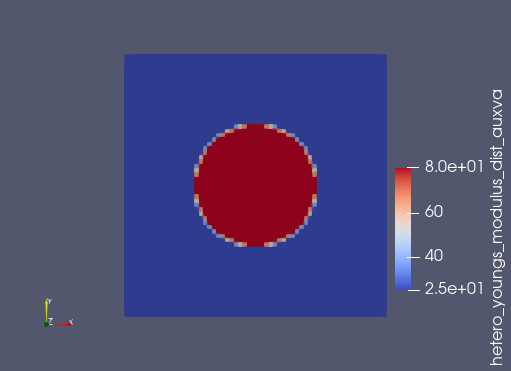 8.0e+01
60
40
2.5e+01
hetero_youngs_modulus_dist_auxva
Y
Z
X